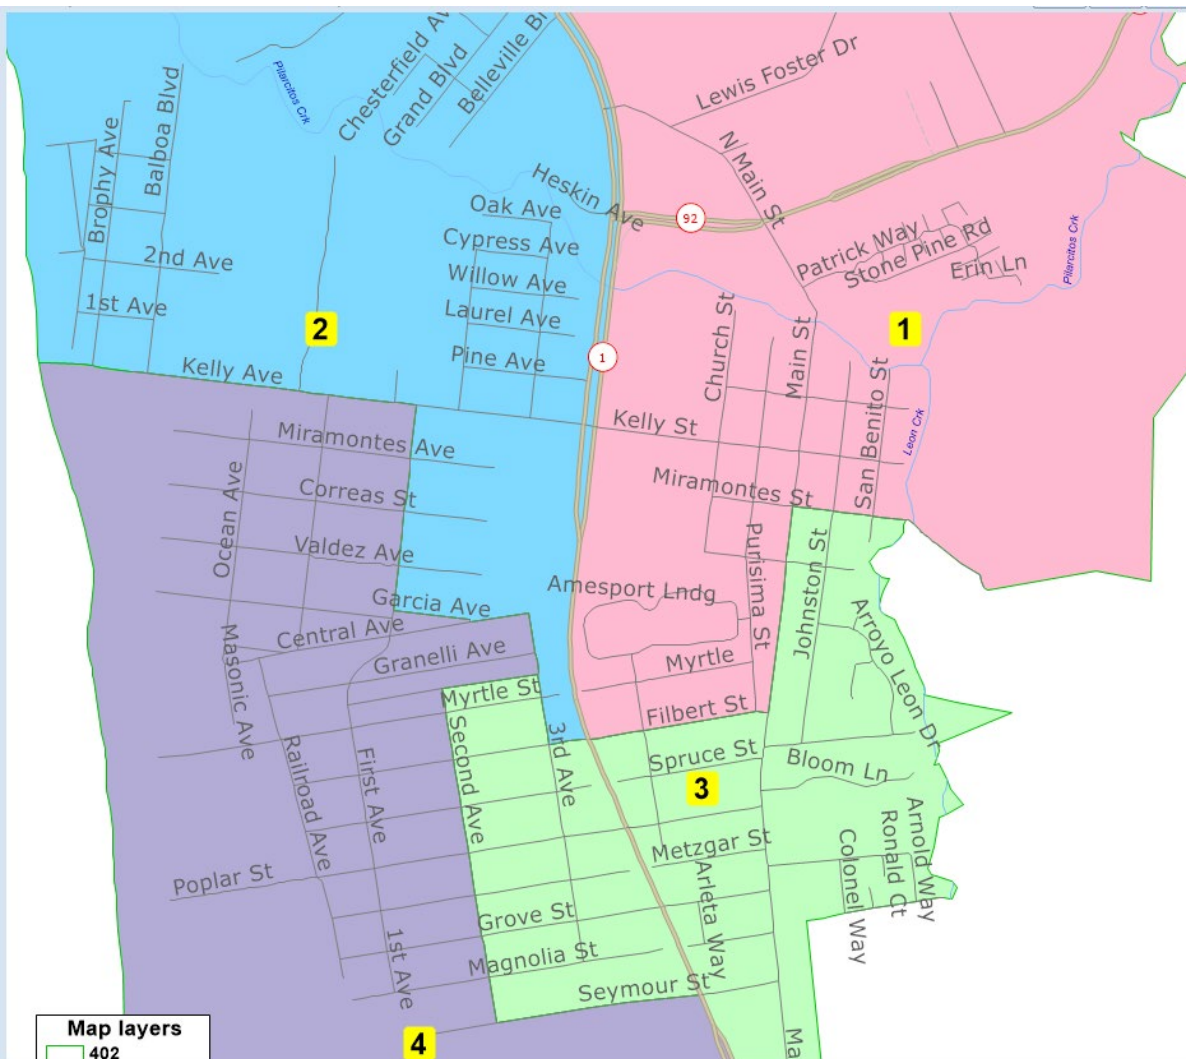 Pilarcitos Crk
Chesterfield Av
Grand Blvd
Belleville Bl
Lewis Foster Dr
Balboa Blvd
Brophy Ave
N Main St
Heskin Ave
Oak Ave
92
Cypress Ave
Patrick Way
Stone Pine Rd
Pilarcitos Crk
2nd Ave
Willow Ave
Erin Ln
1st Ave
Laurel Ave
2
1
Church St
Main St
Pine Ave
1
Kelly Ave
San Benito St
Kelly St
Leon Crk
Miramontes Ave
Miramontes St
Correas St
Ocean Ave
Valdez Ave
Purisima St
Johnston St
Amesport Lndg
Garcia Ave
Central Ave
Arroyo Leon Dr
Masonic Ave
Granelli Ave
Myrtle
Myrtle St
Filbert St
Second Ave
3rd Ave
Spruce St
Bloom Ln
Railroad Ave
First Ave
3
Arnold Way
Ronald Ct
Metzgar St
Colonel Way
Poplar St
Arleta Way
Grove St
1st Ave
Magnolia St
Seymour St
Map layers
402
4
Ma